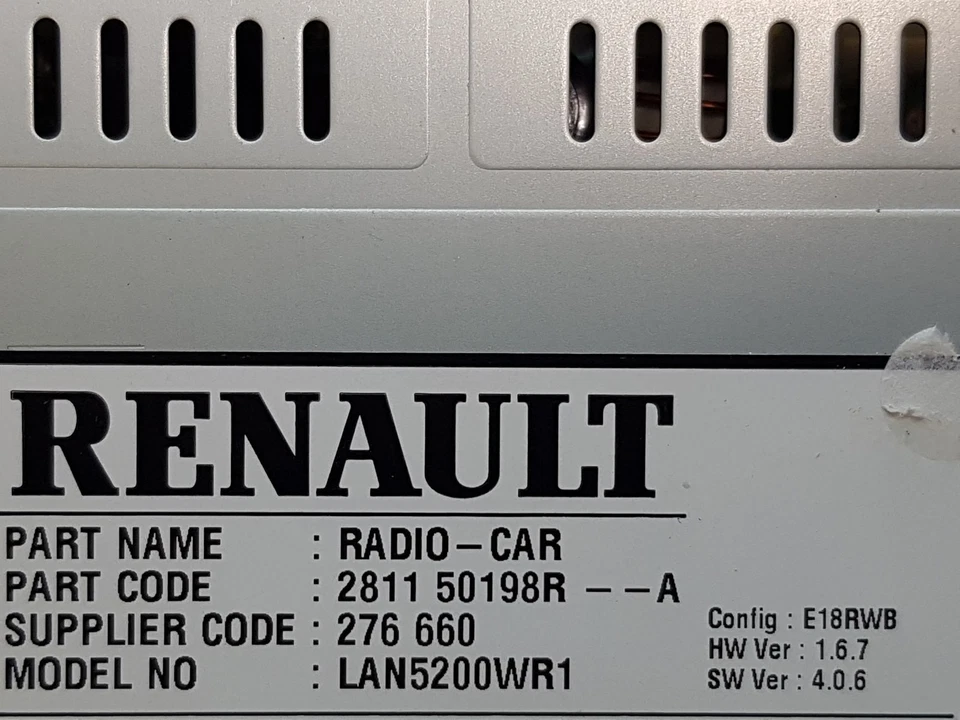 RENAULT
PART NAME : RADIO-CAR
PART CODE : 2811 50198R --A
SUPPLIER CODE : 276 660
MODEL NO : LAN5200WR1
Config : E18RWB
HW Ver : 1.6.7
SW Ver : 4.0.6